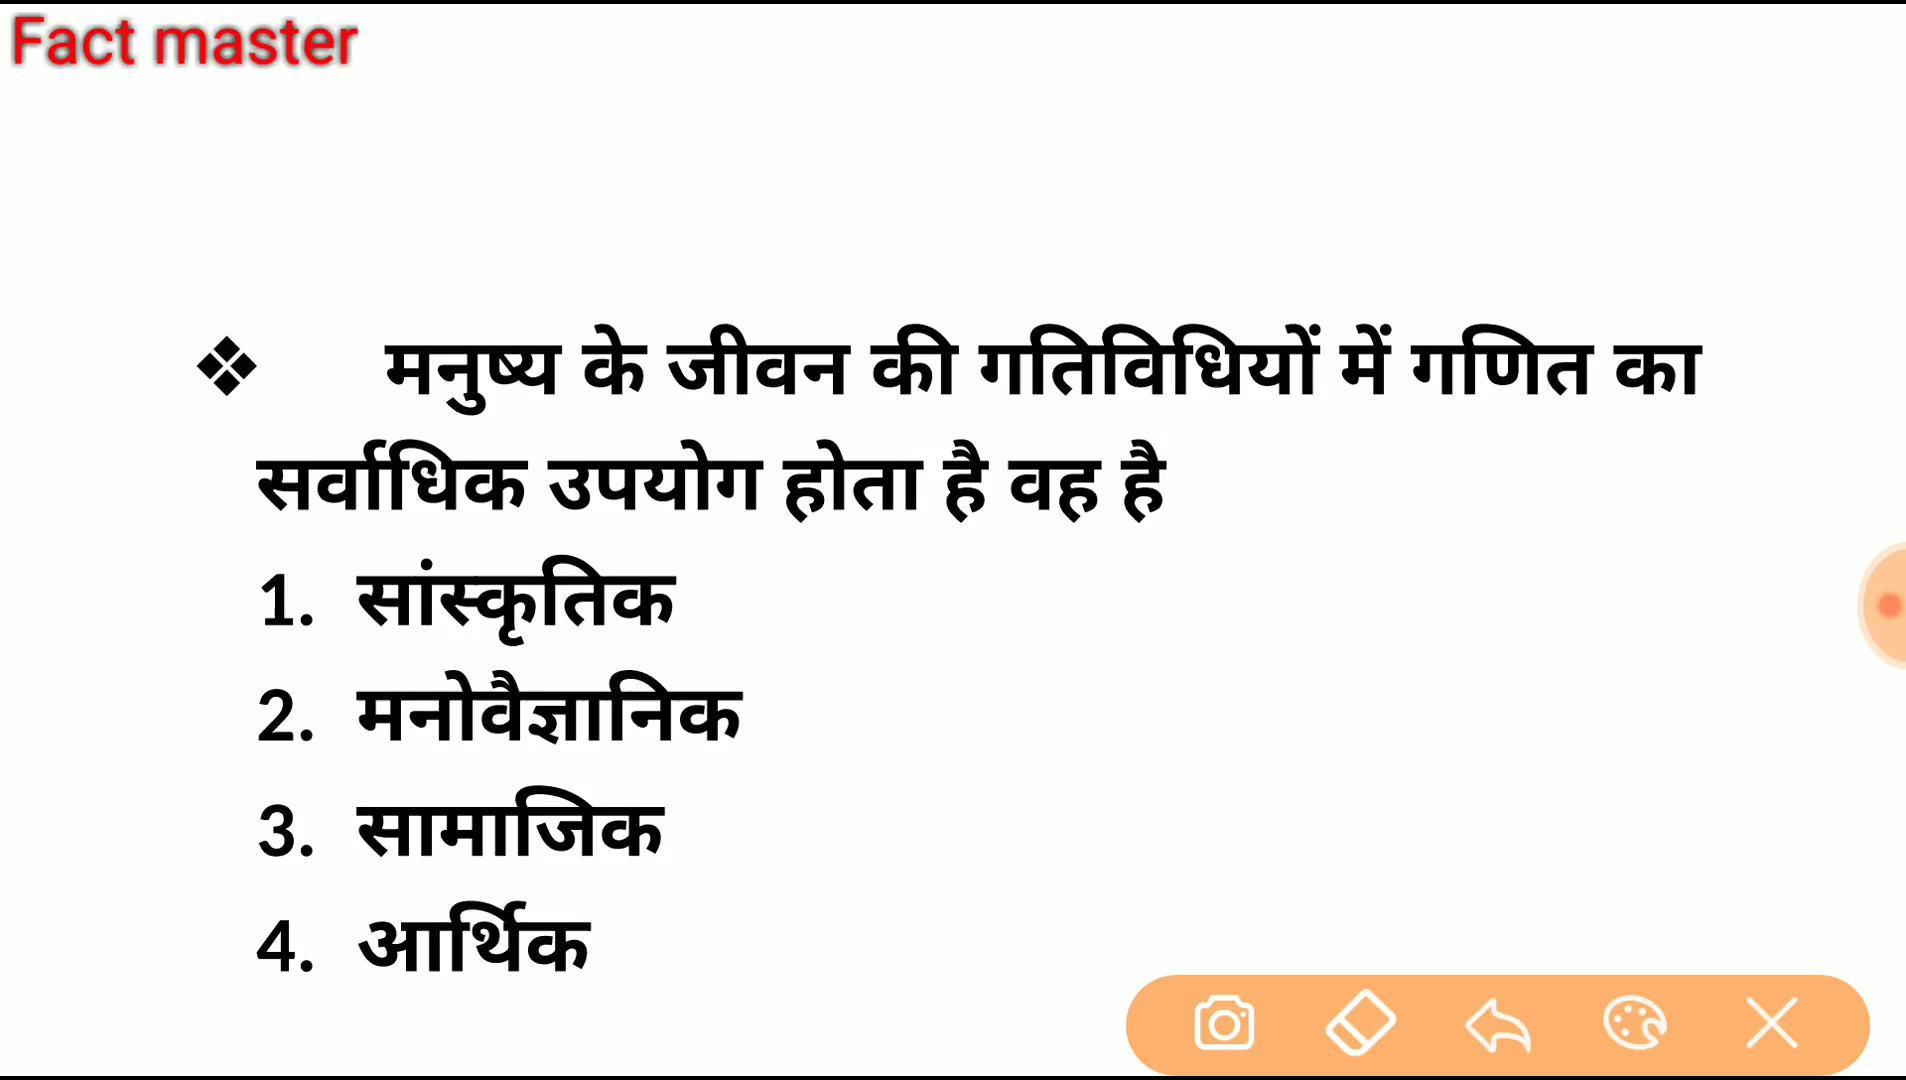 Fact master
❖ मनुष्य के जीवन की गतिविधियों में गणित का
सर्वाधिक उपयोग होता है वह है
1. सांस्कृतिक
2. मनोवैज्ञानिक
3. सामाजिक
4. आर्थिक